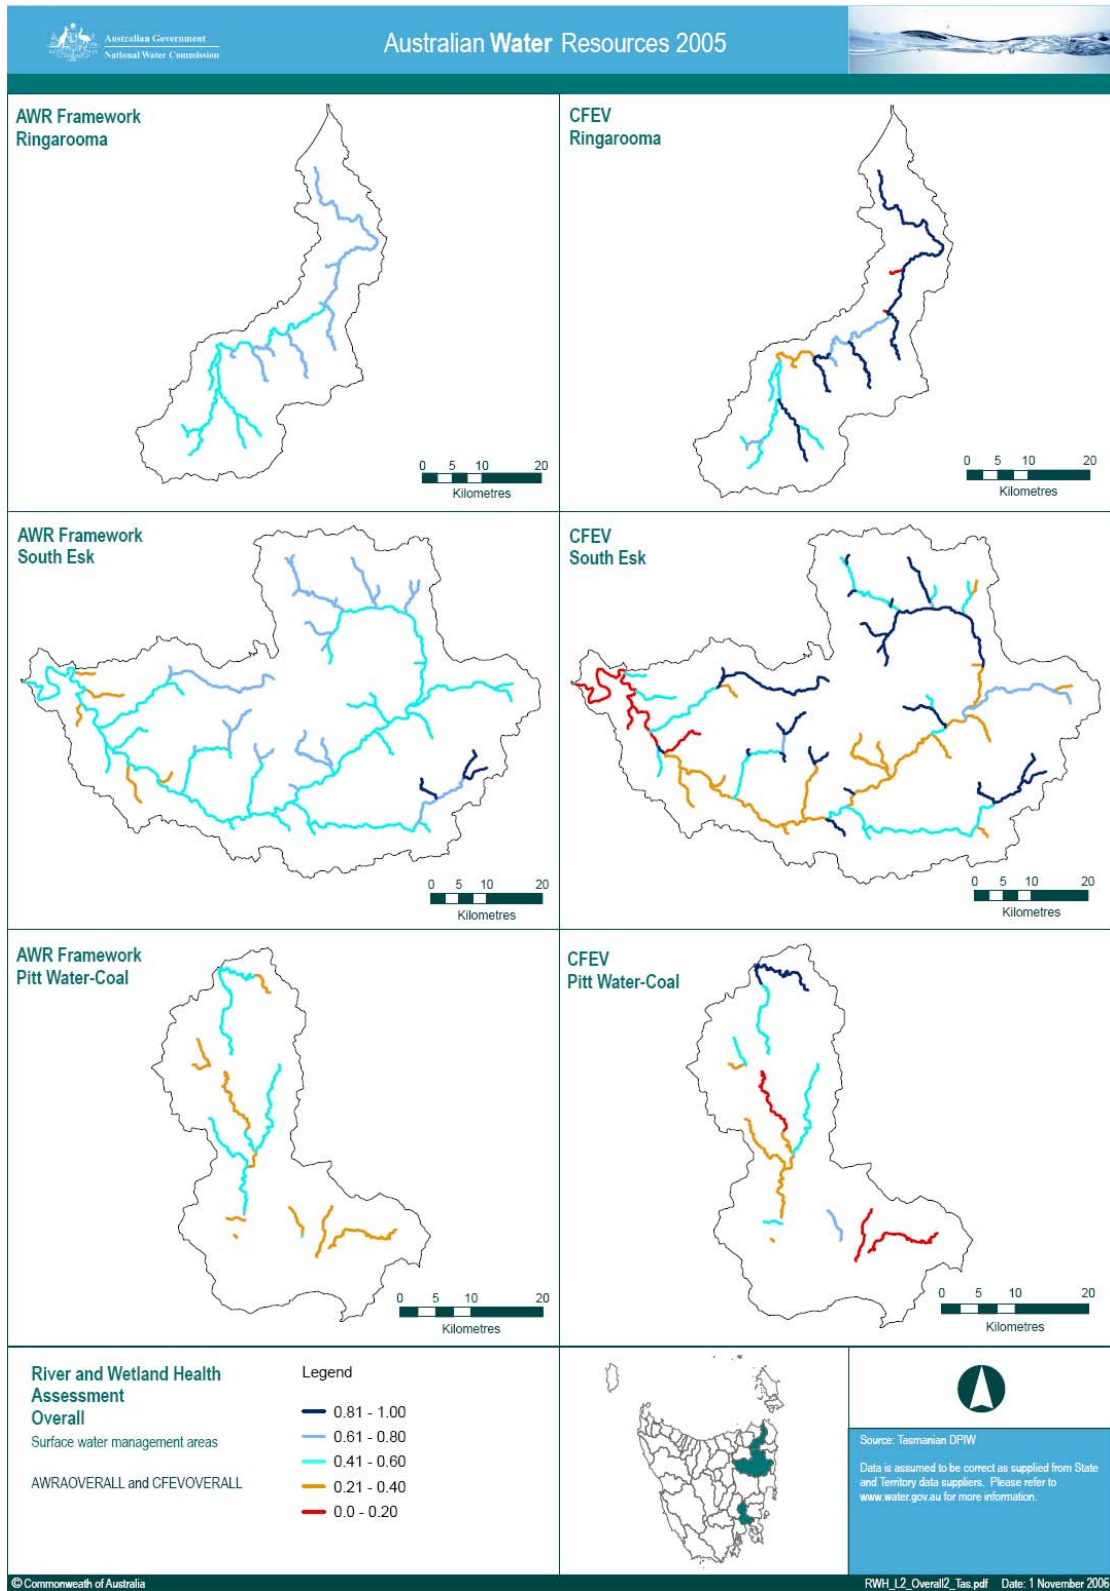 Australian Government
National Water Commission
Australian Water Resources 2005
AWR Framework
Ringarooma
0 5 10 20
Kilometres
CFEV
Ringarooma
0 5 10 20
Kilometres
AWR Framework
South Esk
0 5 10 20
Kilometres
CFEV
South Esk
0 5 10 20
Kilometres
AWR Framework
Pitt Water-Coal
0 5 10 20
Kilometres
CFEV
Pitt Water-Coal
0 5 10 20
Kilometres
River and Wetland Health
Assessment
Overall
Surface water management areas
AWRAOVERALL and CFEVOVERALL
Legend
0.81 - 1.00
0.61 - 0.80
0.41 - 0.60
0.21 - 0.40
0.0 - 0.20
Source: Tasmanian DPIW
Data is assumed to be correct as supplied from State
and Territory data suppliers. Please refer to
www.water.gov.au for more information.
© Commonweath of Australia
RWH_L2_Overall2_Tas.pdf Date: 1 November 2006